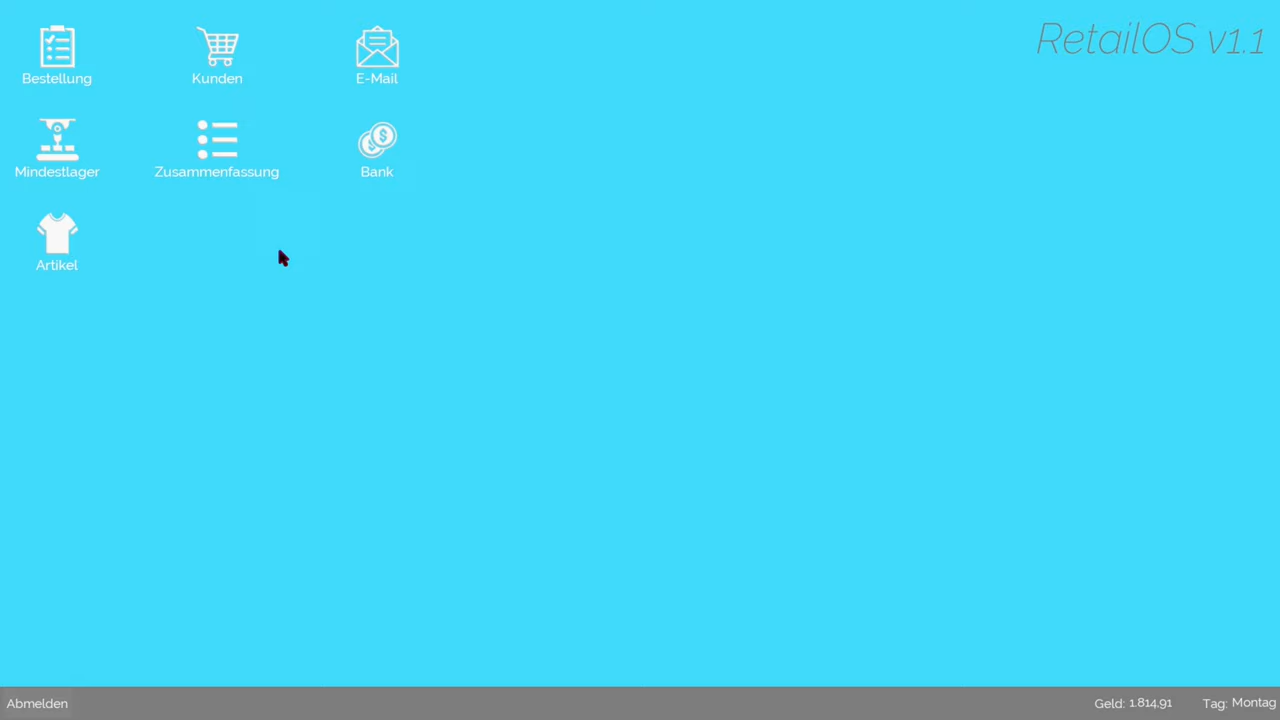 RetailOS v1.1
Bestellung
Kunden
E-Mail
Mindestlager
Zusammenfassung
Bank
Artikel
Abmelden
Geld: 1.814,91
Tag: Montag